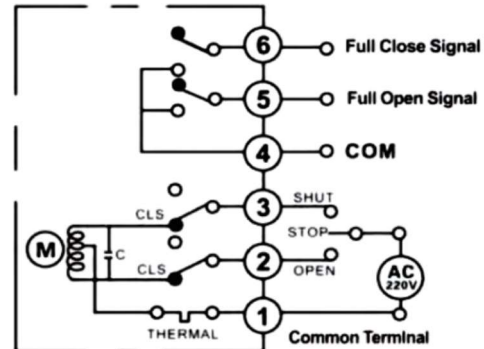 6 Full Close Signal
5 Full Open Signal
4 COM
3 SHUT
CLS
STOP
M
C
AC
220V
CLS
2 OPEN
1
THERMAL
Common Terminal